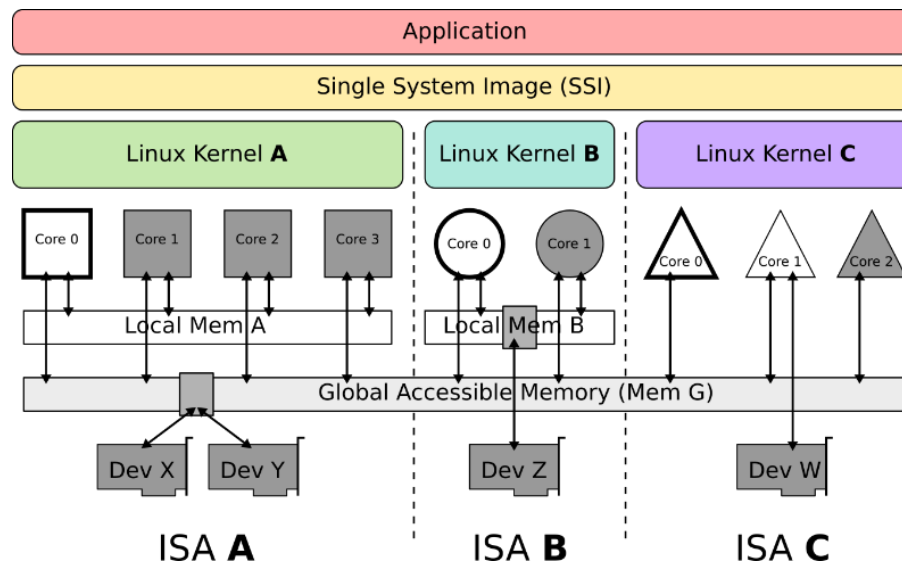 Application
Single System Image (SSI)
Linux Kernel A
Linux Kernel B
Linux Kernel C
Core 0
Core 1
Core 2
Core 3
Core 0
Core 1
Core 0
Core 1
Core 2
Local Mem A
Local Mem B
Global Accessible Memory (Mem G)
Dev X
Dev Y
Dev Z
Dev W
ISA A
ISA B
ISA C